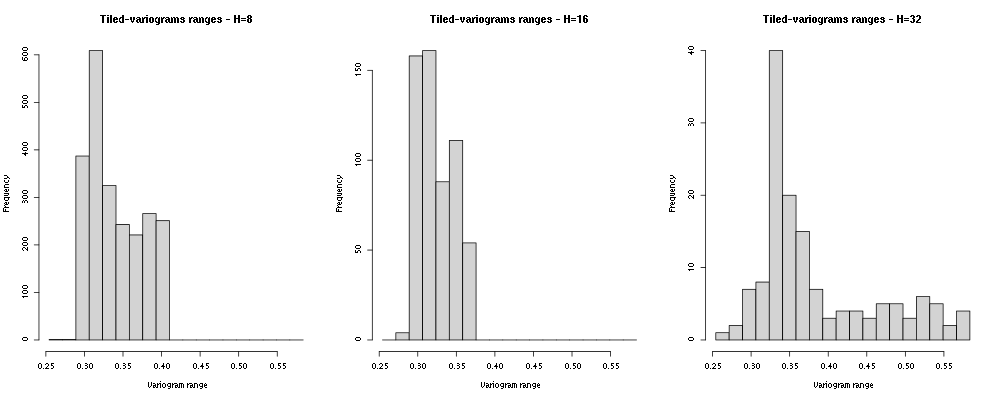 Tiled-variograms ranges - H=8
Frequency
600
500
400
300
200
100
0
0.25 0.30 0.35 0.40 0.45 0.50 0.55
Variogram range
Tiled-variograms ranges - H=16
Frequency
150
100
50
0
0.25 0.30 0.35 0.40 0.45 0.50 0.55
Variogram range
Tiled-variograms ranges - H=32
Frequency
40
30
20
10
0
0.25 0.30 0.35 0.40 0.45 0.50 0.55
Variogram range